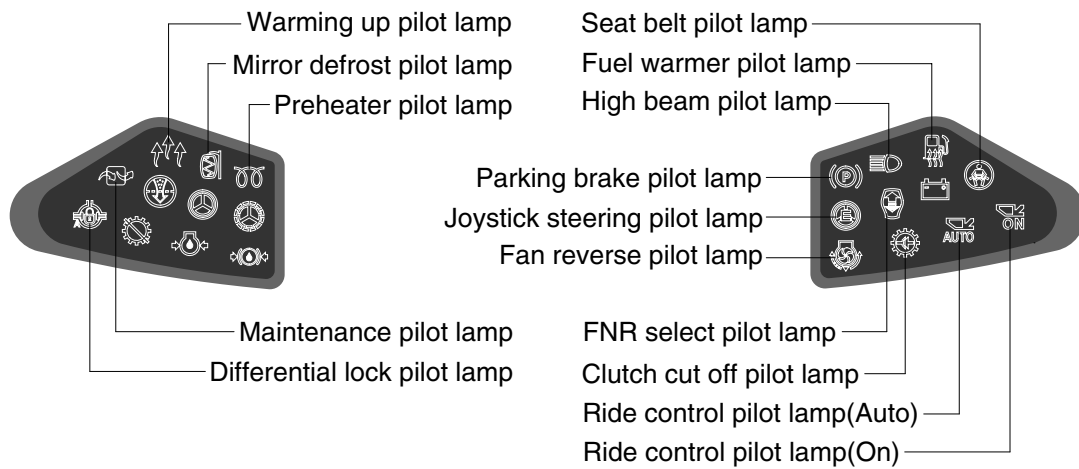 Warming up pilot lamp
Mirror defrost pilot lamp
Preheater pilot lamp
A
Maintenance pilot lamp
Differential lock pilot lamp
Seat belt pilot lamp
Fuel warmer pilot lamp
High beam pilot lamp
Parking brake pilot lamp
Joystick steering pilot lamp
Fan reverse pilot lamp
P
AUTO
ON
FNR select pilot lamp
Clutch cut off pilot lamp
Ride control pilot lamp(Auto)
Ride control pilot lamp(On)